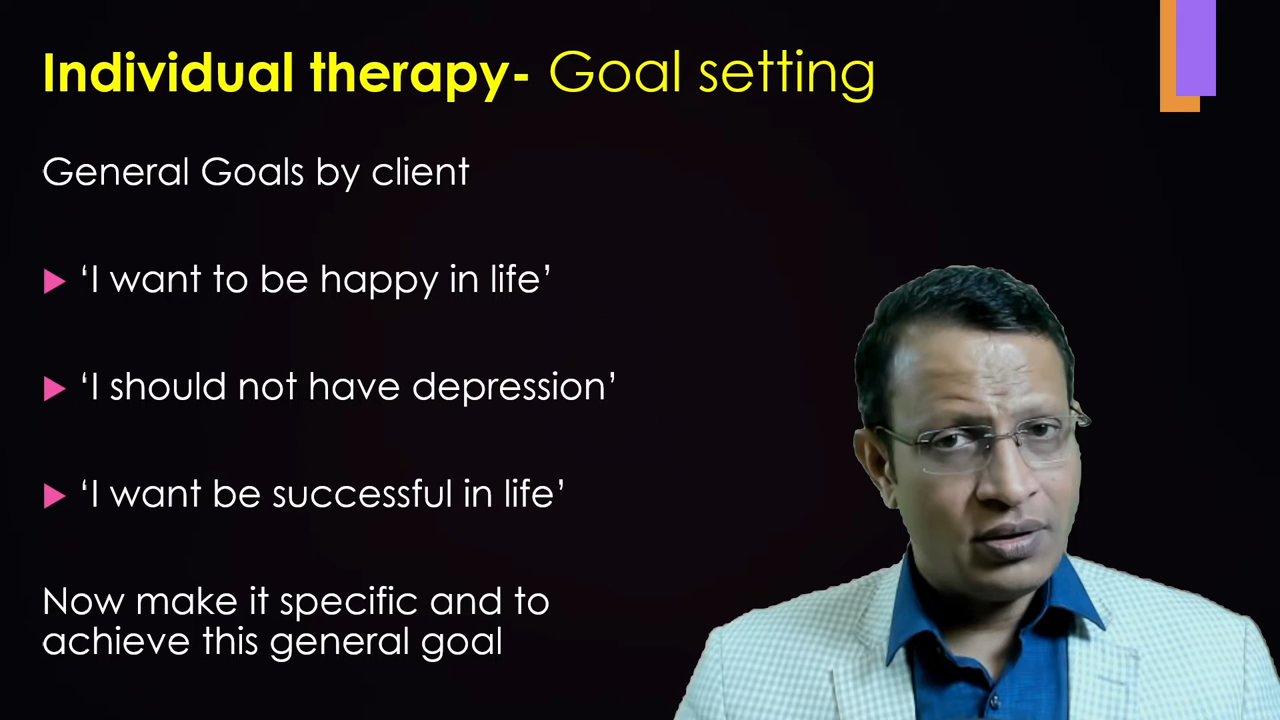 Individual therapy- Goal setting
General Goals by client
‘I want to be happy in life’
‘I should not have depression’
‘I want be successful in life’
Now make it specific and to
achieve this general goal